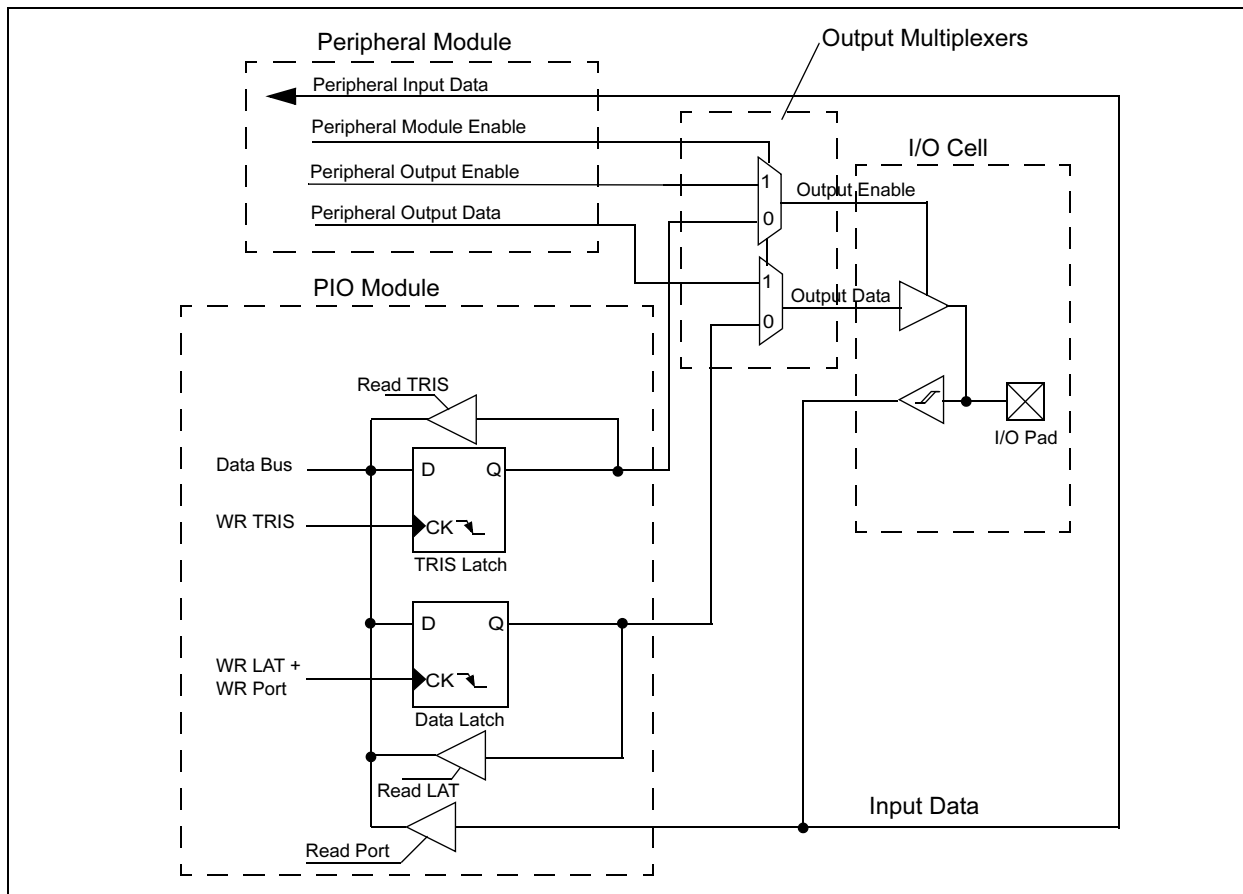 Peripheral Module
Output Multiplexers
Peripheral Input Data
Peripheral Module Enable
I/O Cell
Peripheral Output Enable
1
Output Enable
Peripheral Output Data
0
PIO Module
1
Output Data
0
Read TRIS
I/O Pad
Data Bus
D
Q
WR TRIS
CK
TRIS Latch
D
Q
WR LAT +
WR Port
CK
Data Latch
Read LAT
Input Data
Read Port